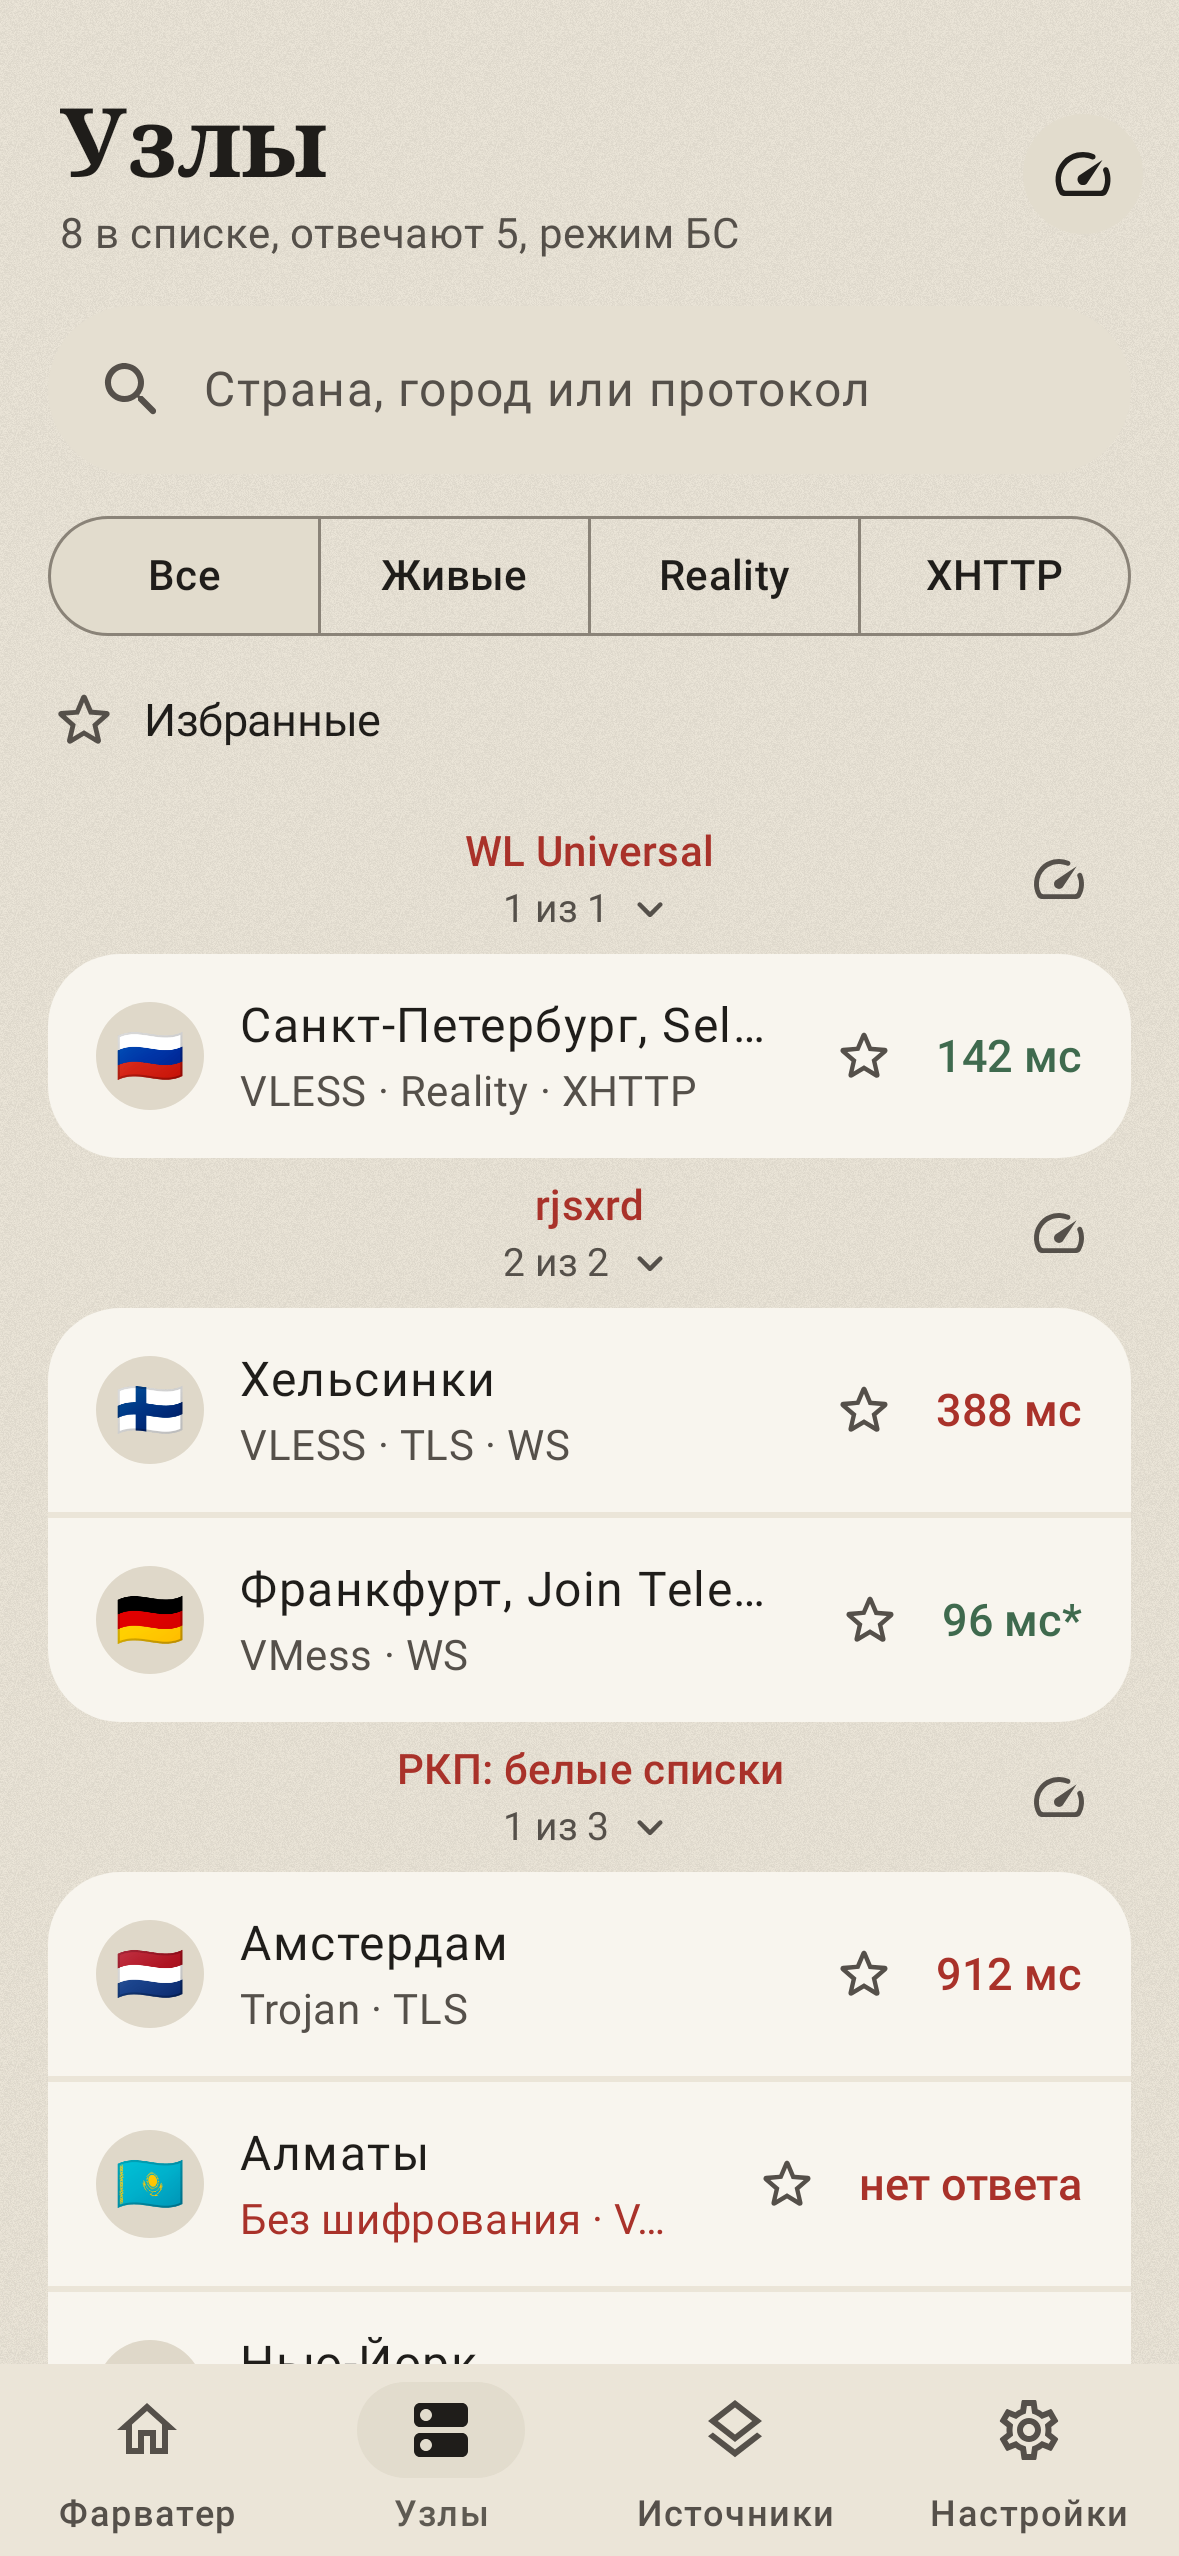 Узлы
8 в списке, отвечают 5, режим БС
Страна, город или протокол
Все
Живые
Reality
XHTTP
Избранные
WL Universal
1 из 1
Санкт-Петербург, Sel…
142 мс
VLESS · Reality · XHTTP
rjsxrd
2 из 2
Хельсинки
388 мс
VLESS · TLS · WS
Франкфурт, Join Tele…
96 мс*
VMess · WS
РКП: белые списки
1 из 3
Амстердам
912 мс
Trojan · TLS
Алматы
нет ответа
Без шифрования · V…
Нью-Йорк
Фарватер
Узлы
Источники
Настройки